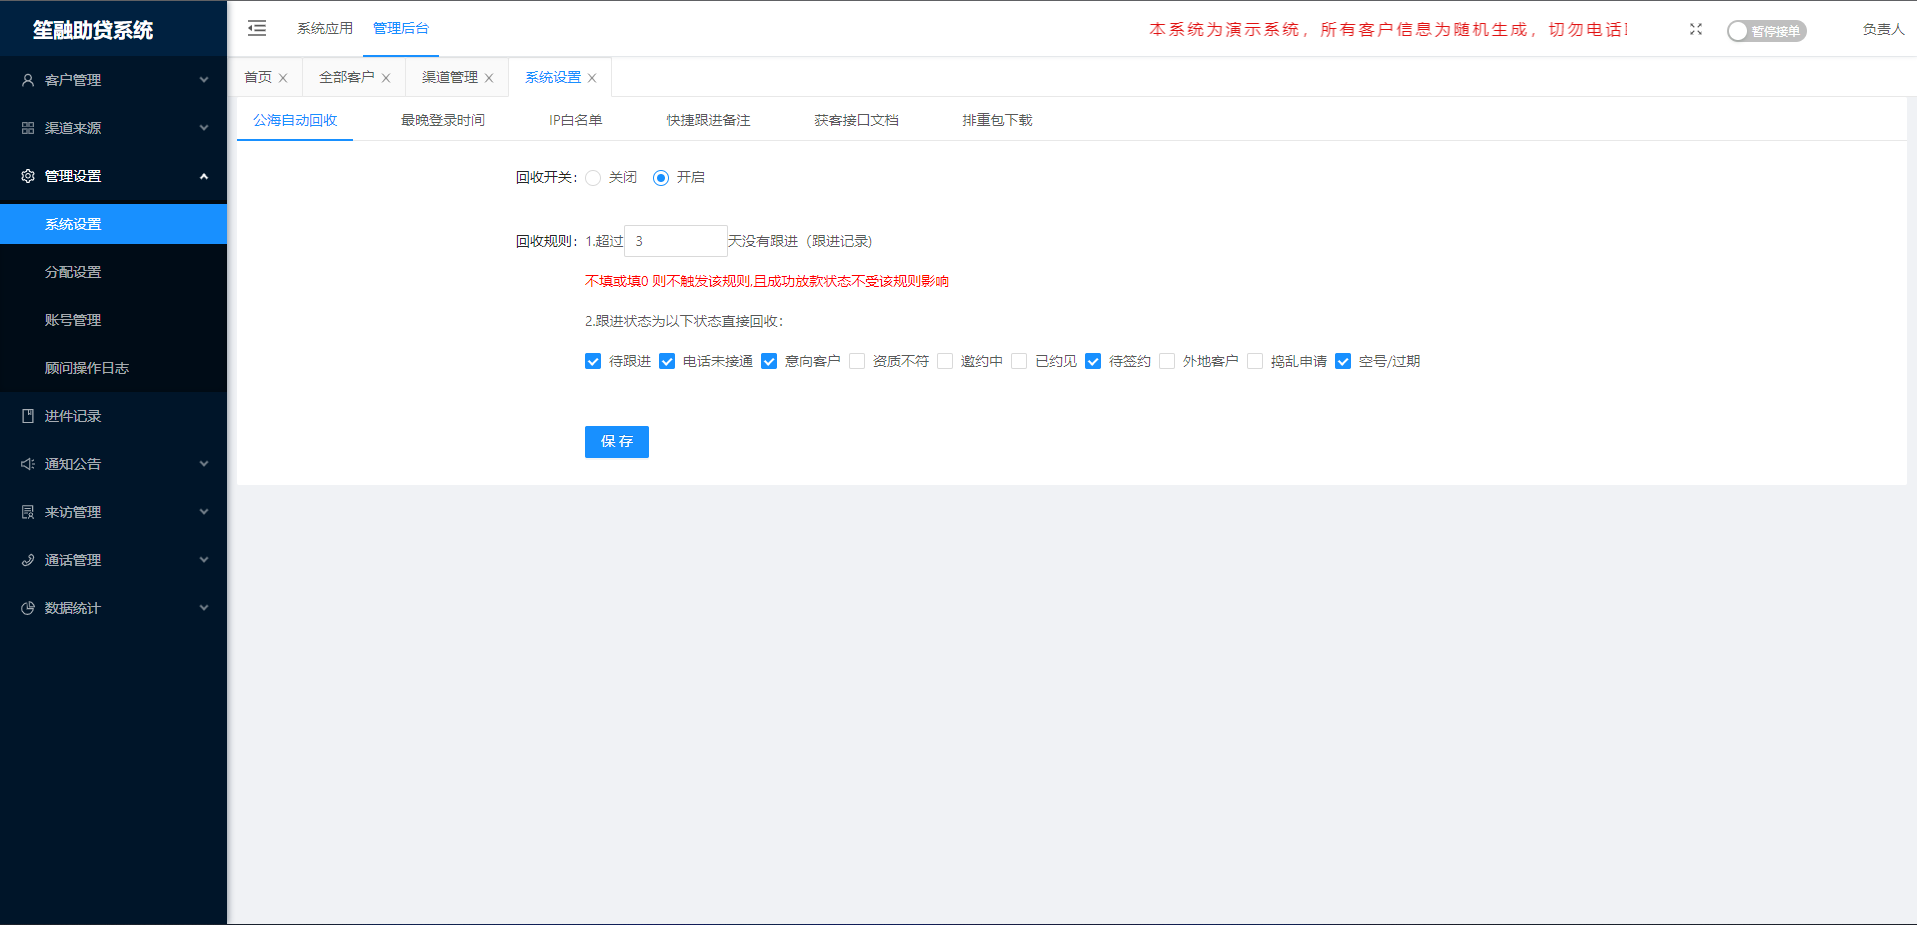 笙融助贷系统
系统应用 管理后台
本系统为演示系统，所有客户信息为随机生成，切勿电话!
暂停接单
负责人
首页 全部客户 渠道管理 系统设置
客户管理
渠道来源
管理设置
系统设置
分配设置
账号管理
顾问操作日志
进件记录
通知公告
来访管理
通话管理
数据统计
公海自动回收 最晚登录时间 IP白名单 快捷跟进备注 获客接口文档 排重包下载
回收开关： 关闭 开启
回收规则： 1.超过 3 天没有跟进（跟进记录)
不填或填0 则不触发该规则,且成功放款状态不受该规则影响
2.跟进状态为以下状态直接回收：
待跟进 电话未接通 意向客户 资质不符 邀约中 已约见 待签约 外地客户 捣乱申请 空号/过期
保 存